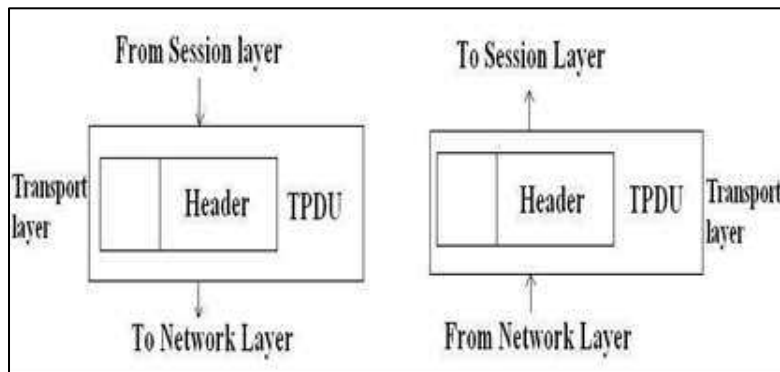 From Session layer
Transport
layer
Header
TPDU
To Network Layer
To Session Layer
Header
TPDU
Transport
layer
From Network Layer